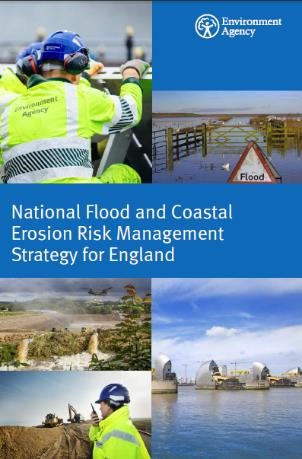 Environment
Agency
Environment
Agency
Flood
National Flood and Coastal
Erosion Risk Management
Strategy for England